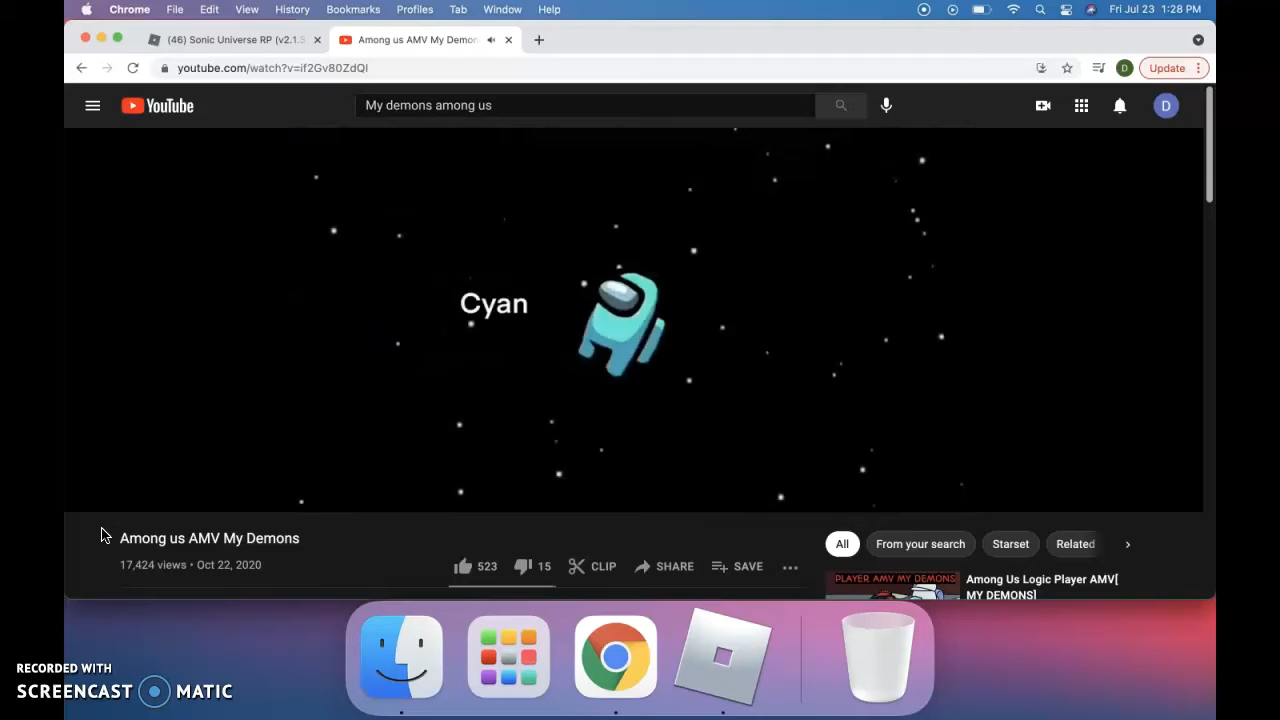 Chrome File Edit View History Bookmarks Profiles Tab Window Help Fri Jul 23 1:28 PM
(46) Sonic Universe RP (v2.1.5 Among us AMV My Demon
youtube.com/watch?v=if2Gv80ZdQI D Update
YouTube My demons among us D
Cyan
Among us AMV My Demons
17,424 views • Oct 22, 2020 523 15 CLIP SHARE SAVE
All From your search Starset Related
PLAYER AMV MY DEMONS
Among Us Logic Player AMV[
MY DEMONS]
RECORDED WITH
SCREENCAST MATIC